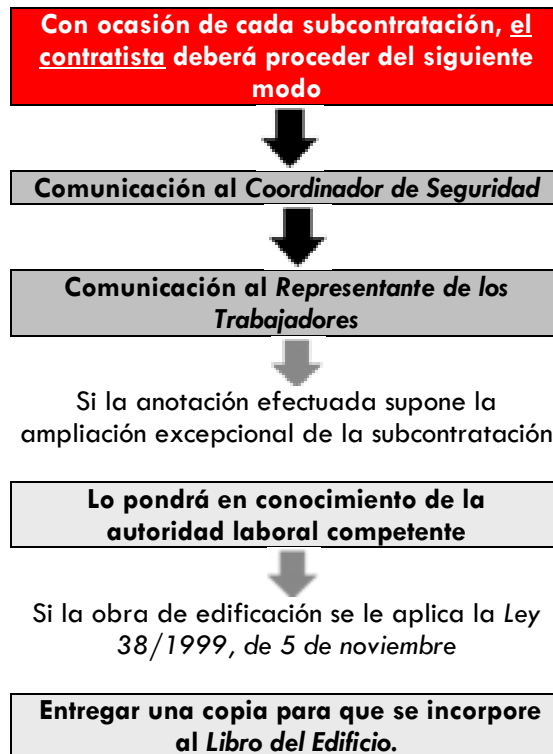 Con ocasión de cada subcontratación, el
contratista deberá proceder del siguiente
modo
Comunicación al Coordinador de Seguridad
Comunicación al Representante de los
Trabajadores
Si la anotación efectuada supone la
ampliación excepcional de la subcontratación
Lo pondrá en conocimiento de la
autoridad laboral competente
Si la obra de edificación se le aplica la Ley
38/1999, de 5 de noviembre
Entregar una copia para que se incorpore
al Libro del Edificio.